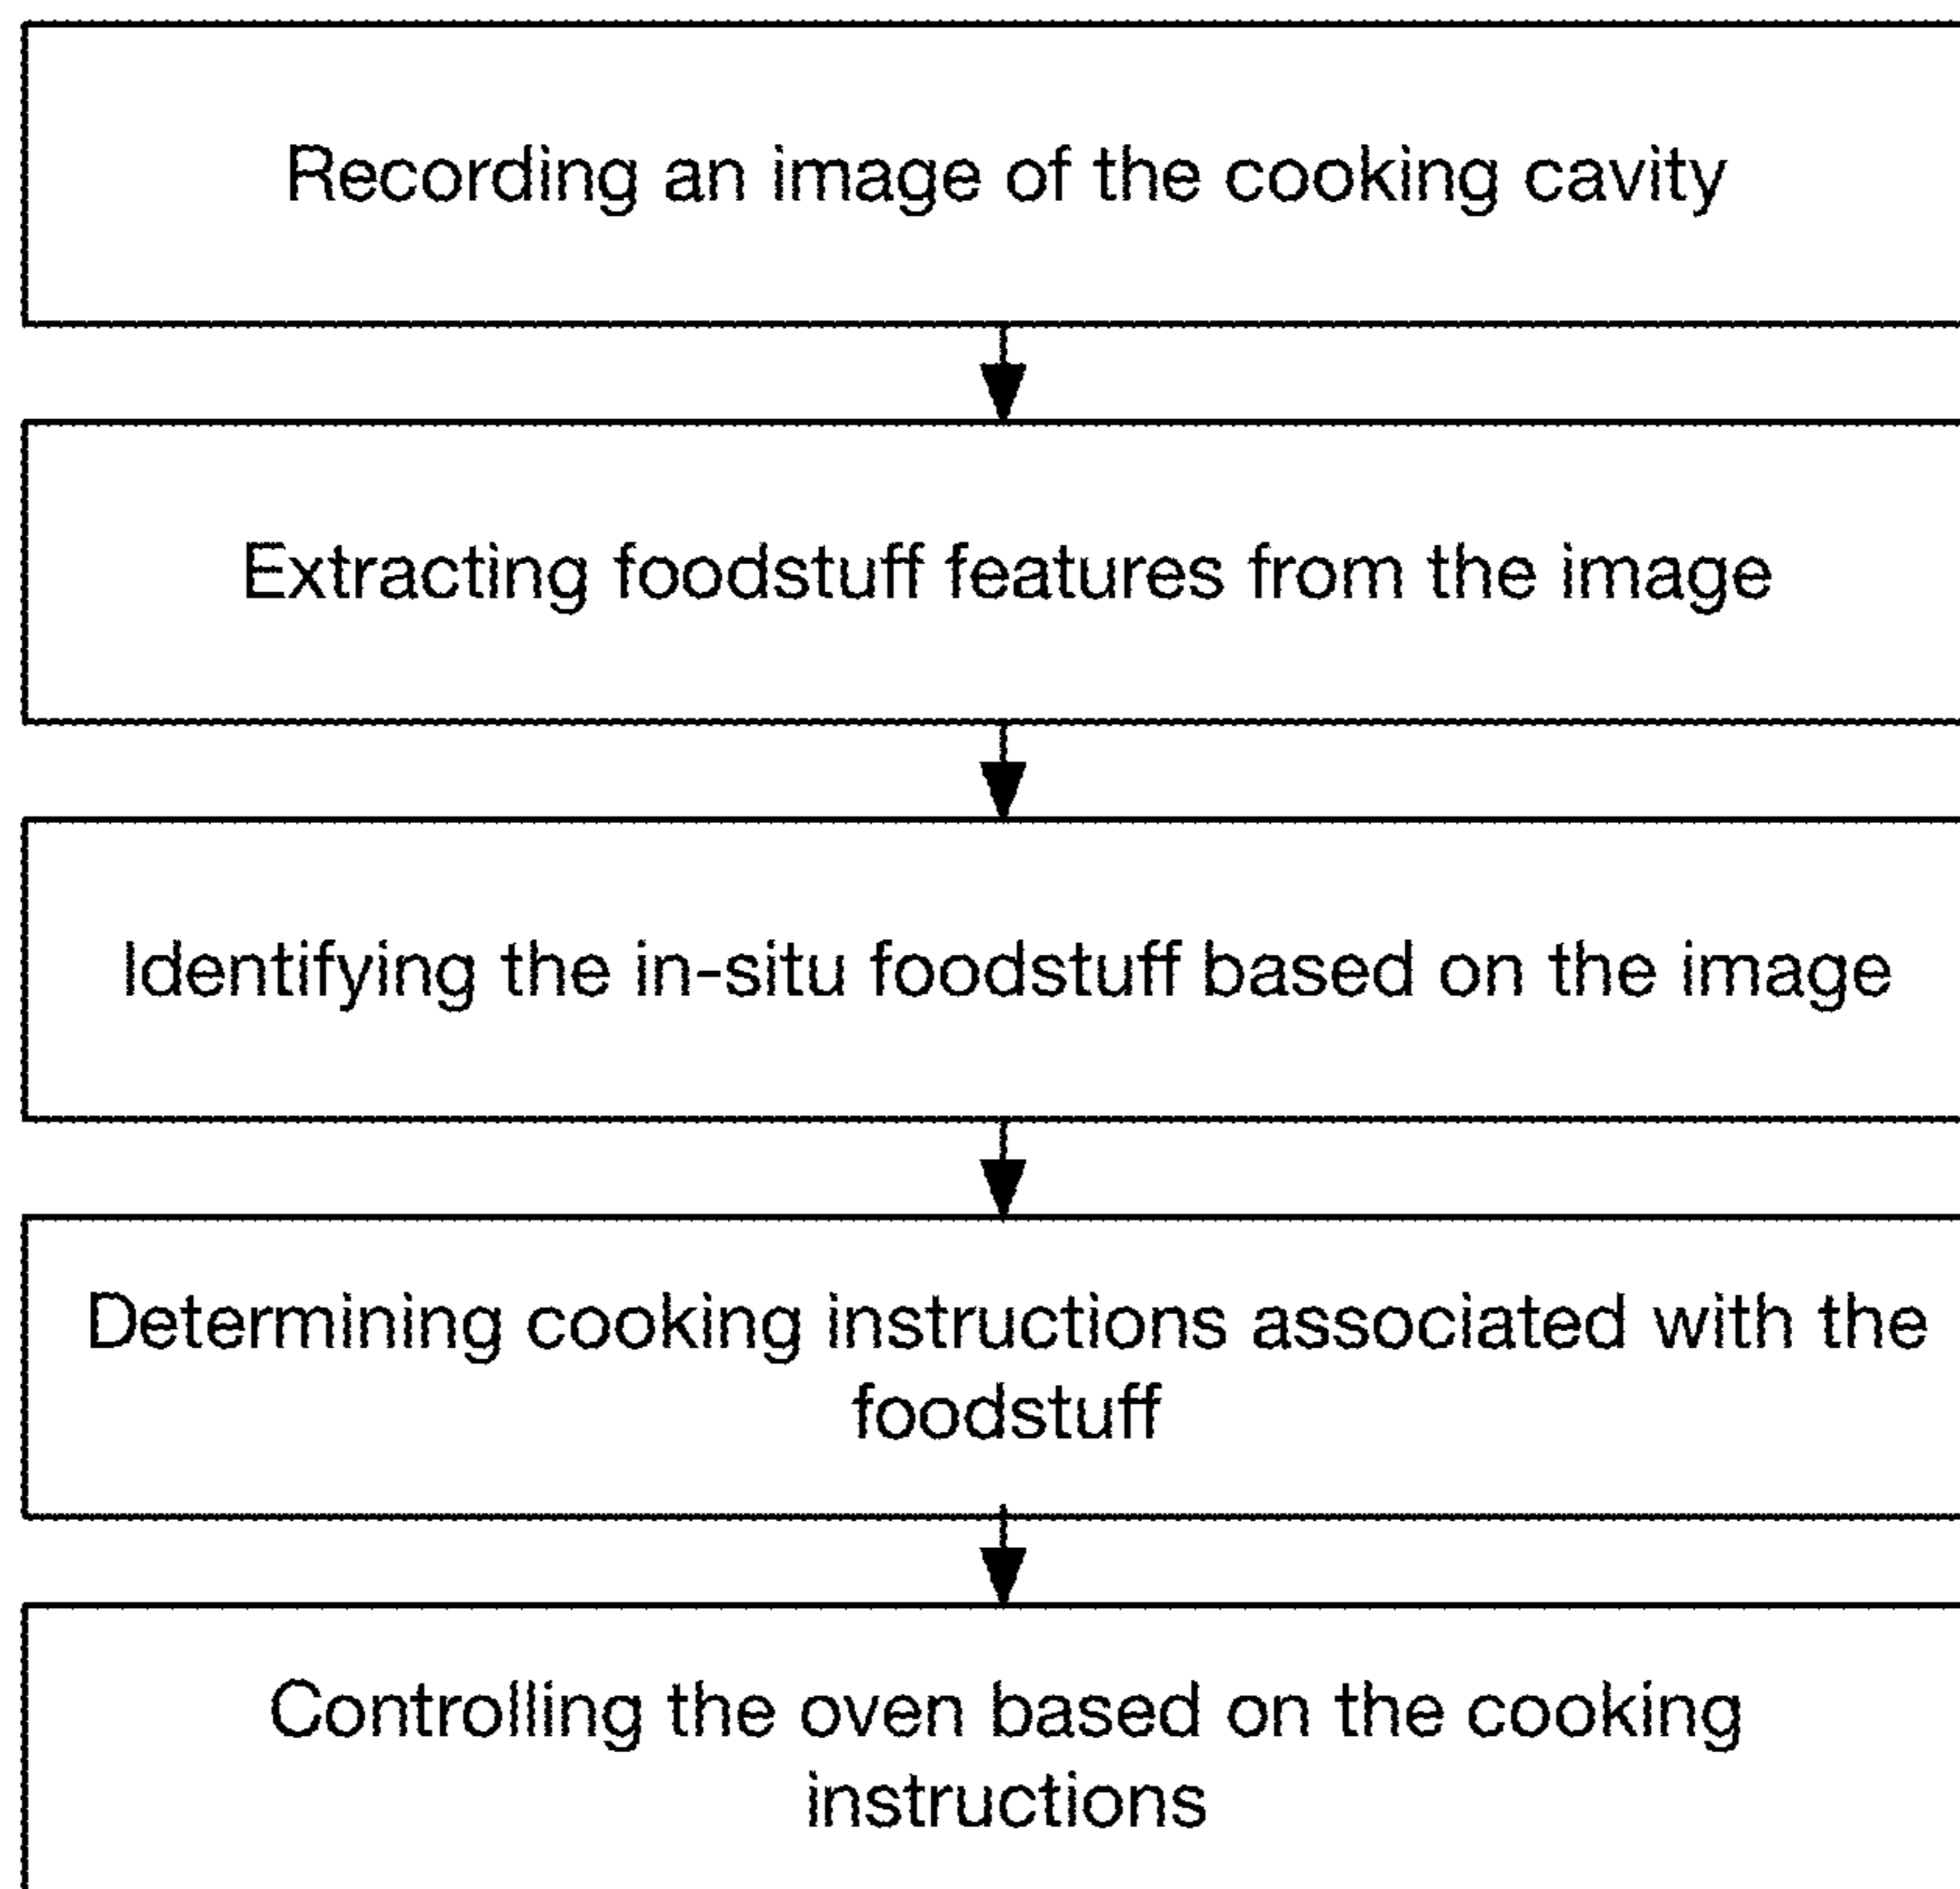 Recording an image of the cooking cavity
Extracting foodstuff features from the image
Identifying the in-situ foodstuff based on the image
Determining cooking instructions associated with the
foodstuff
Controlling the oven based on the cooking
instructions